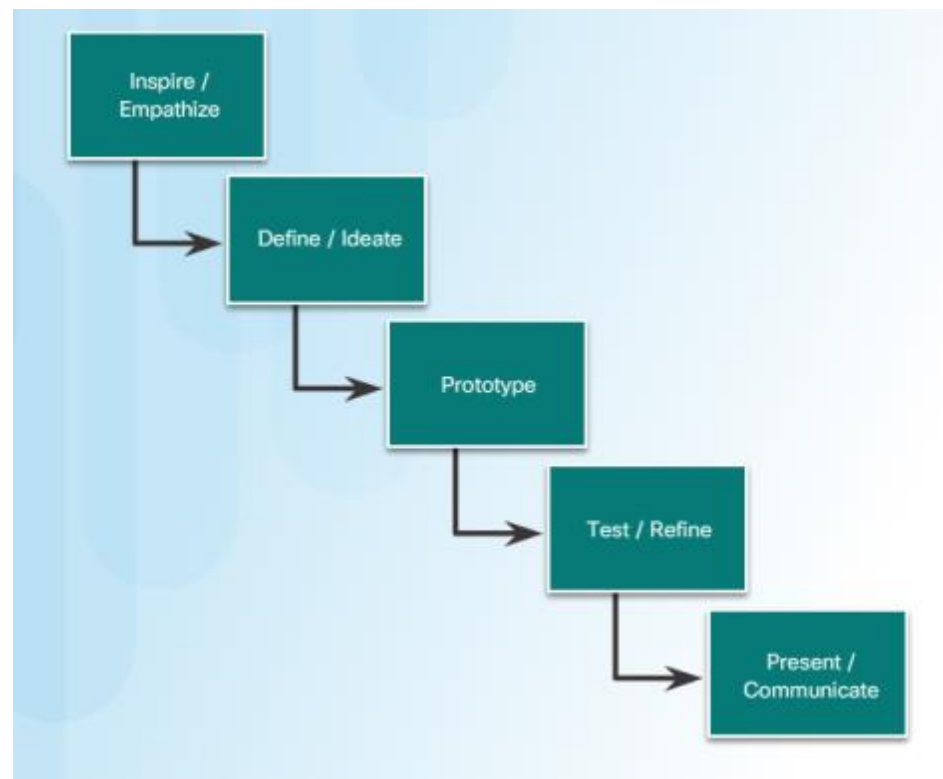 Inspire /
Empathize
Define / Ideate
Prototype
Test / Refine
Present /
Communicate